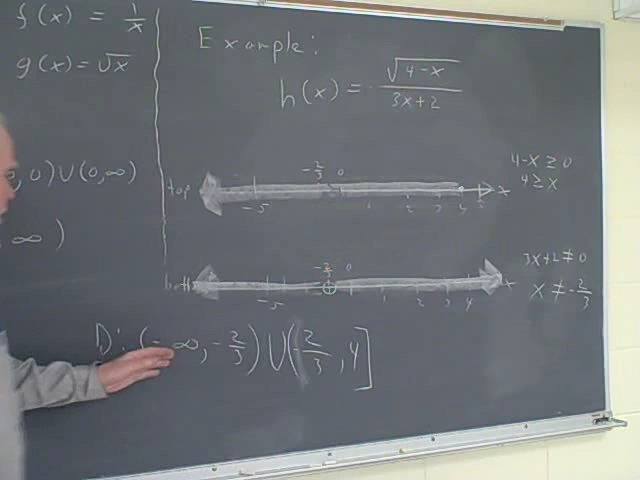 f(x) = 1/x
g(x) = √x
0) ∪ (0, ∞)
∞)
Example:
h(x) = √(4-x) / (3x+2)
4-x ≥ 0
4 ≥ x
-2/3 0
top
-5 1 2 3 4 5 x
3x+2 ≠ 0
x ≠ -2/3
-2/3 0
-5 1 2 3 4 x
D: (-∞, -2/3) ∪ (-2/3, 4]